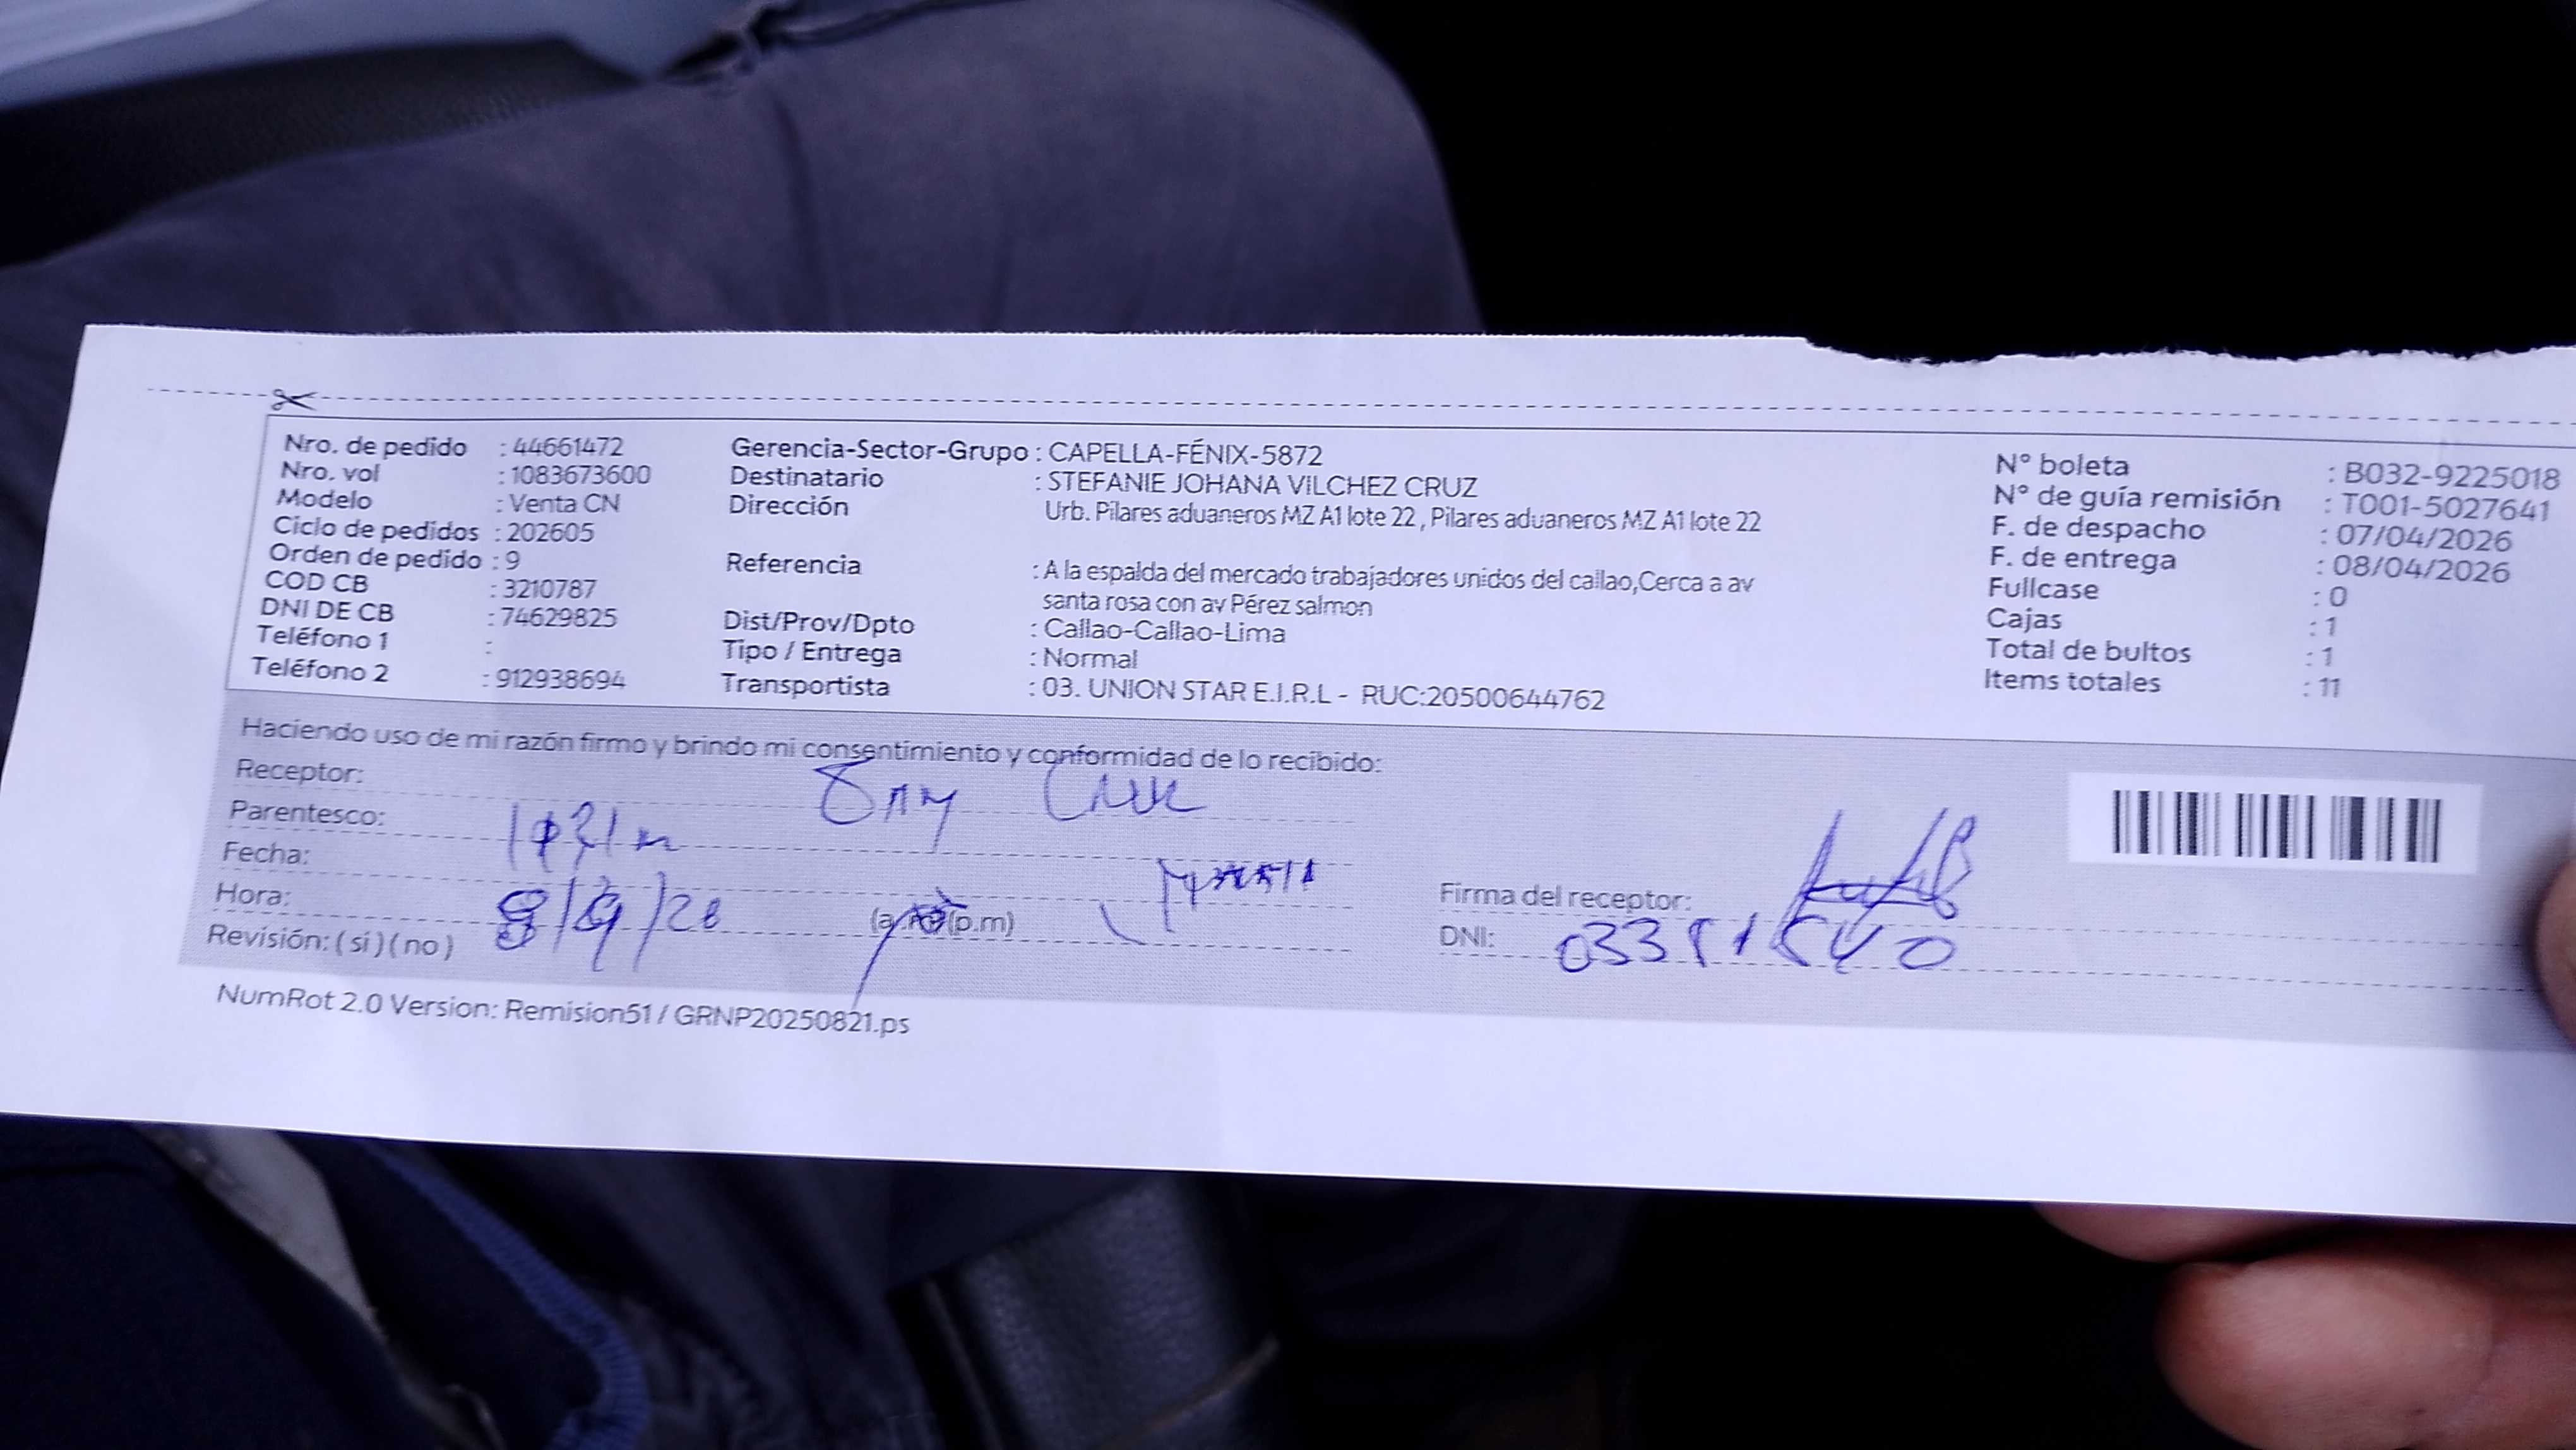 Nro. de pedido : 44661472
Nro. vol : 1083673600
Modelo : Venta CN
Ciclo de pedidos : 202605
Orden de pedido : 9
COD CB : 3210787
DNI DE CB : 74629825
Teléfono 1 :
Teléfono 2 : 912938694
Gerencia-Sector-Grupo : CAPELLA-FÉNIX-5872
Destinatario : STEFANIE JOHANA VILCHEZ CRUZ
Dirección Urb. Pilares aduaneros MZ A1 lote 22 , Pilares aduaneros MZ A1 lote 22
Referencia : A la espalda del mercado trabajadores unidos del callao,Cerca a av
santa rosa con av Pérez salmon
Dist/Prov/Dpto : Callao-Callao-Lima
Tipo / Entrega : Normal
Transportista : 03. UNION STAR E.I.R.L - RUC:20500644762
N° boleta : B032-9225018
N° de guía remisión : T001-5027641
F. de despacho : 07/04/2026
F. de entrega : 08/04/2026
Fullcase : 0
Cajas : 1
Total de bultos : 1
Items totales : 11
Haciendo uso de mi razón firmo y brindo mi consentimiento y conformidad de lo recibido:
Receptor:
Parentesco:
Fecha:
Hora: (a.m) (p.m)
Revisión: ( si ) ( no )
Firma del receptor:
DNI:
NumRot 2.0 Version: Remision51 / GRNP20250821.ps